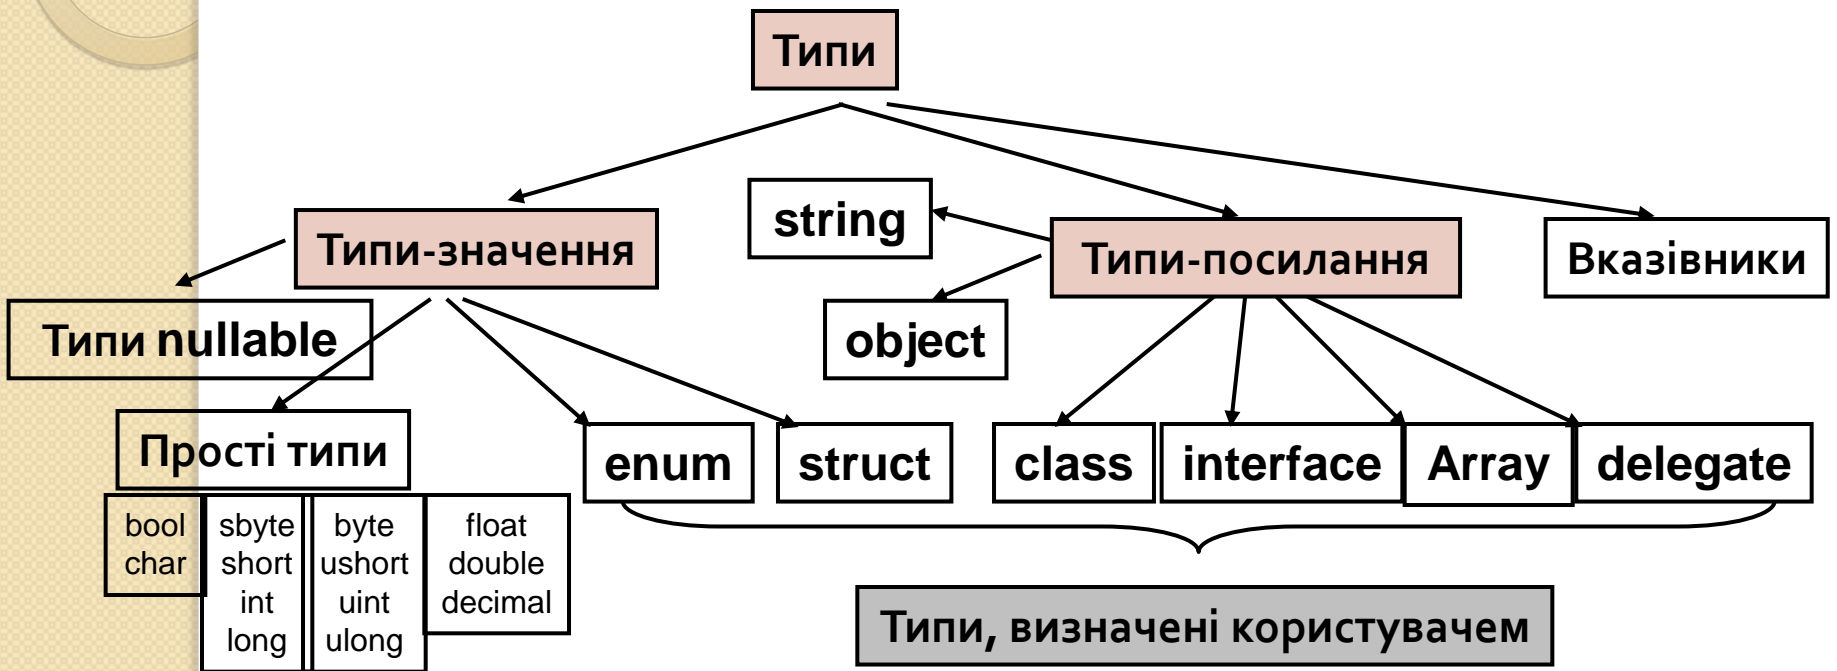 Типи
string
Типи-значення
Типи-посилання
Вказівники
Типи nullable
object
Прості типи
enum
struct
class
interface
Array
delegate
bool
char
sbyte
short
int
long
byte
ushort
uint
ulong
float
double
decimal
Типи, визначені користувачем